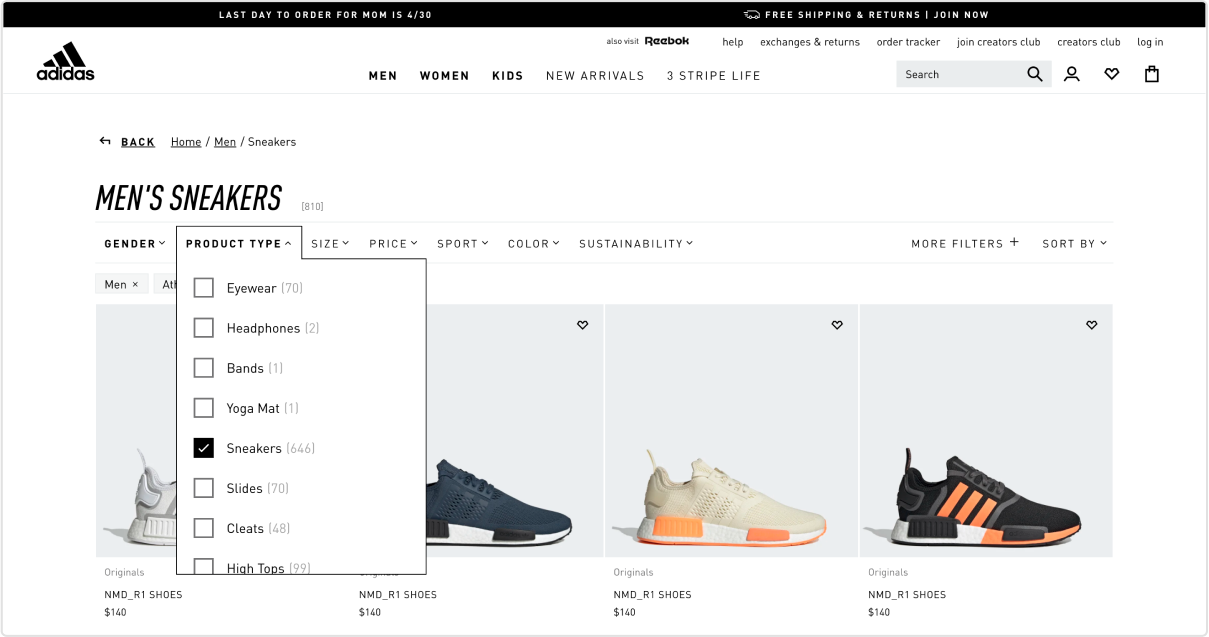 LAST DAY TO ORDER FOR MOM IS 4/30
FREE SHIPPING & RETURNS | JOIN NOW
also visit Reebok
help
exchanges & returns
order tracker
join creators club
creators club
log in
adidas
MEN
WOMEN
KIDS
NEW ARRIVALS
3 STRIPE LIFE
Search
BACK
Home / Men / Sneakers
MEN'S SNEAKERS [810]
GENDER
PRODUCT TYPE
SIZE
PRICE
SPORT
COLOR
SUSTAINABILITY
MORE FILTERS +
SORT BY
Men ×
Eyewear (70)
Headphones (2)
Bands (1)
Yoga Mat (1)
Sneakers (646)
Slides (70)
Cleats (48)
High Tops (99)
Originals
NMD_R1 SHOES
$140
Originals
NMD_R1 SHOES
$140
Originals
NMD_R1 SHOES
$140
Originals
NMD_R1 SHOES
$140